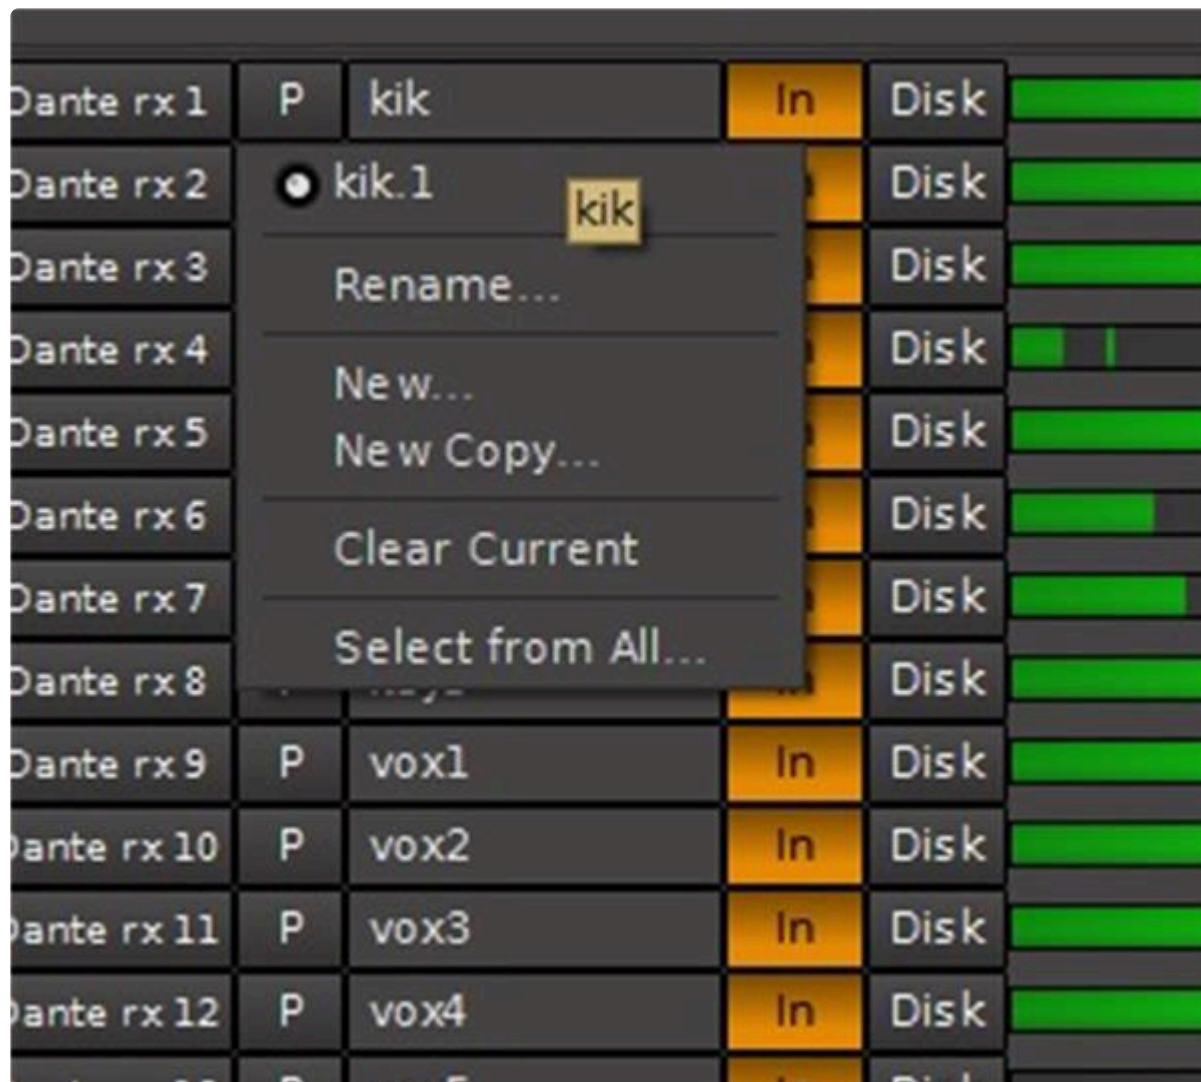 Dante rx 1 P kik In Disk
Dante rx 2 Disk
kik.1
kik
Dante rx 3 Disk
Rename...
Dante rx 4 Disk
New...
Dante rx 5 Disk
New Copy...
Dante rx 6 Disk
Clear Current
Dante rx 7 Disk
Select from All...
Dante rx 8 Disk
Dante rx 9 P vox1 In Disk
Dante rx 10 P vox2 In Disk
Dante rx 11 P vox3 In Disk
Dante rx 12 P vox4 In Disk